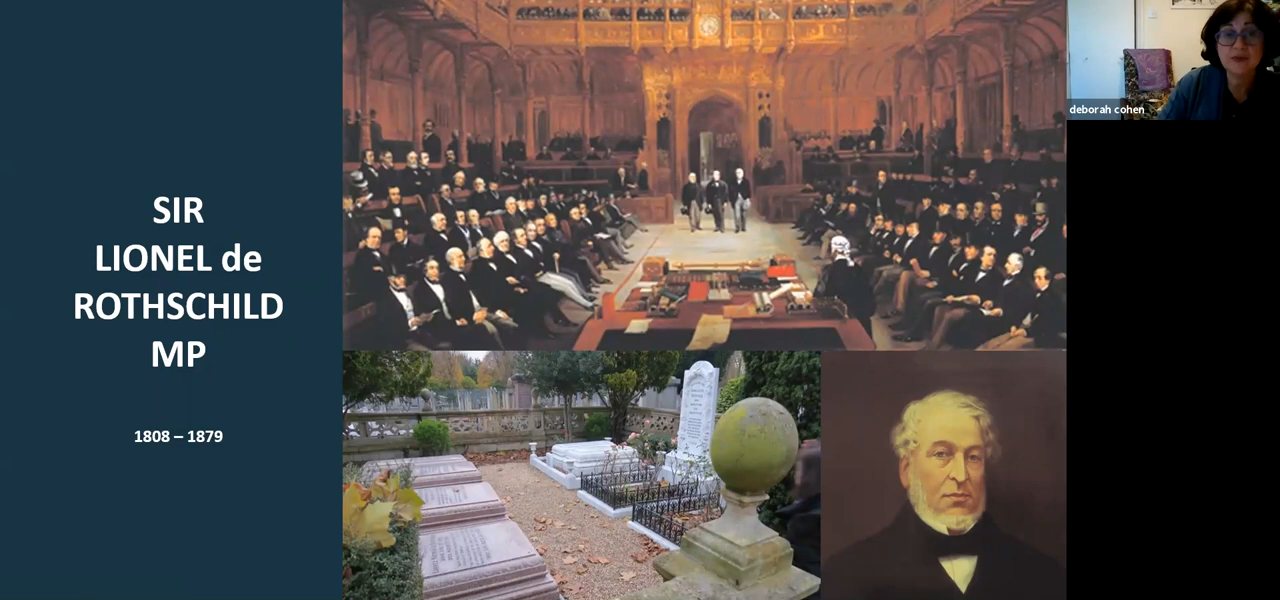 SIR
LIONEL de
ROTHSCHILD
MP
1808 – 1879
deborah cohen